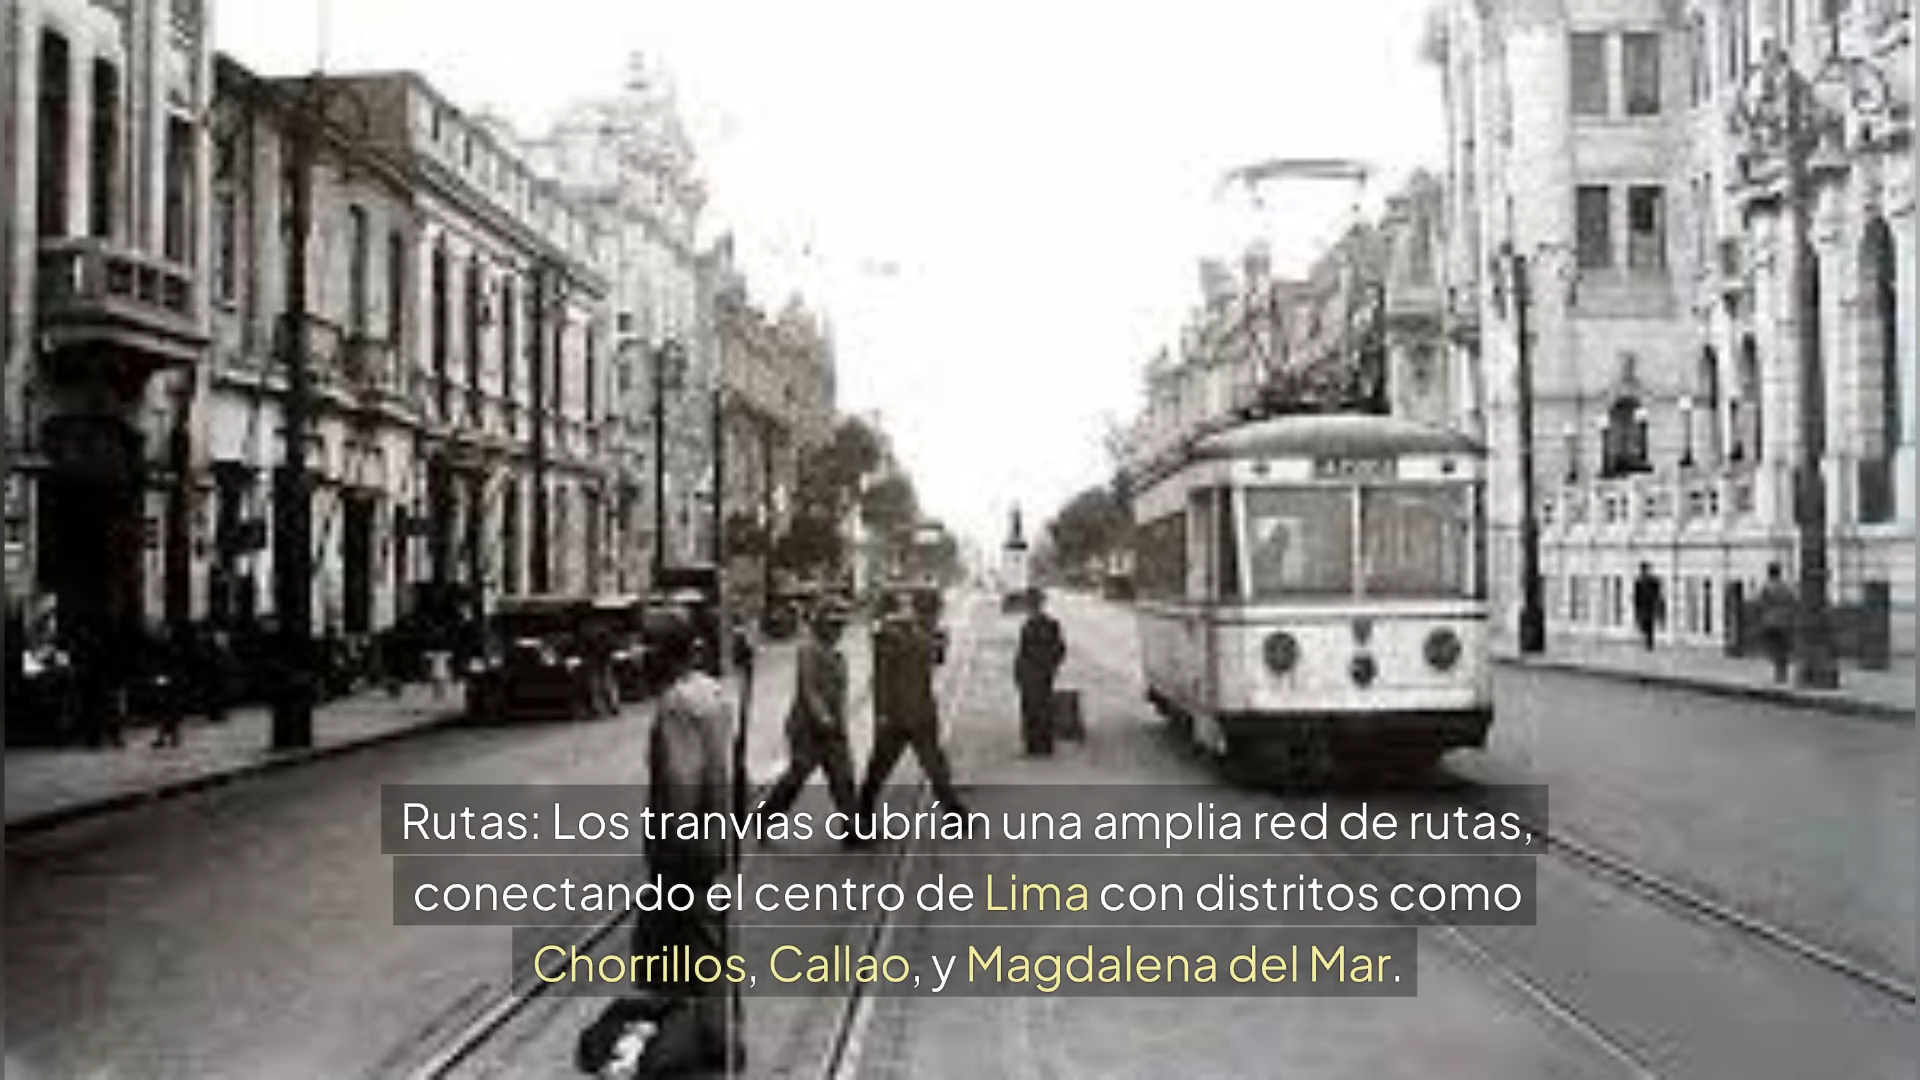 Rutas: Los tranvías cubrían una amplia red de rutas,
conectando el centro de Lima con distritos como
Chorrillos, Callao, y Magdalena del Mar.